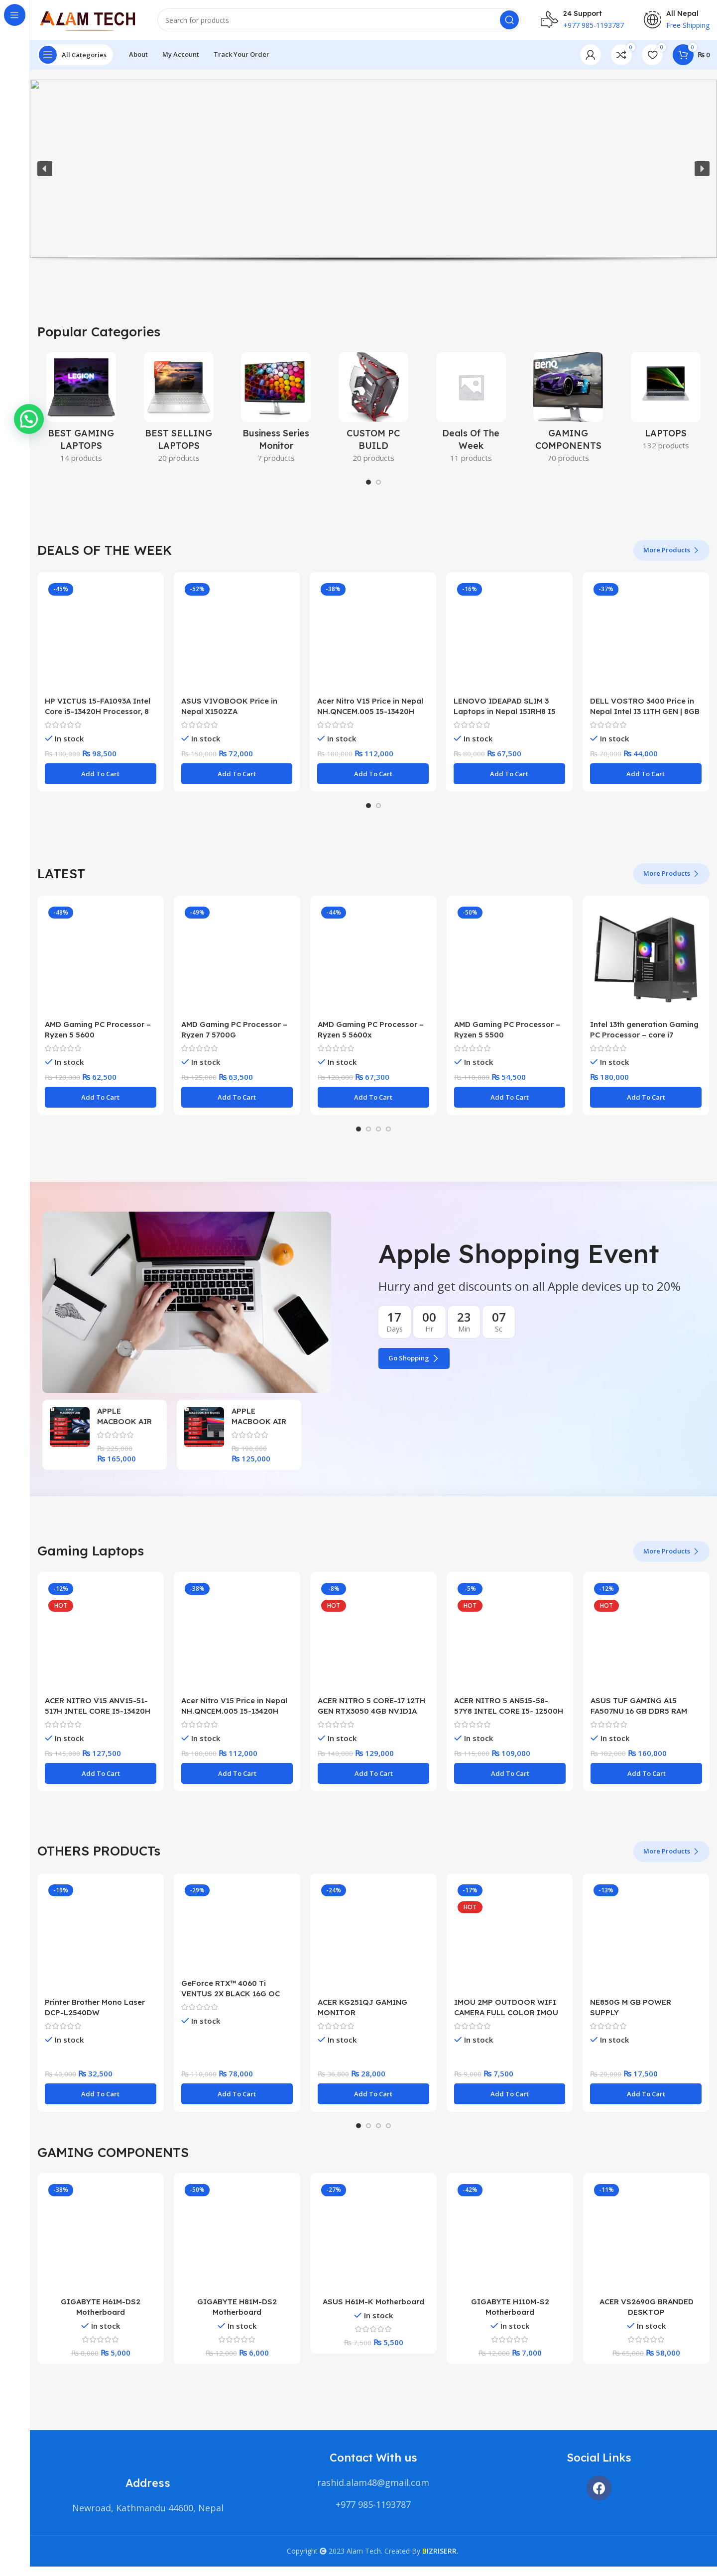 ALAM TECH
Search for products
24 Support
+977 985-1193787
All Nepal
Free Shipping
All Categories
About
My Account
Track Your Order
0
0
0
₨ 0
Popular Categories
BEST GAMING
LAPTOPS
14 products
BEST SELLING
LAPTOPS
20 products
Business Series
Monitor
7 products
CUSTOM PC
BUILD
20 products
Deals Of The
Week
11 products
GAMING
COMPONENTS
70 products
LAPTOPS
132 products
DEALS OF THE WEEK
More Products
-45%
HP VICTUS 15-FA1093A Intel
Core i5-13420H Processor, 8
In stock
₨ 180,000 ₨ 98,500
Add To Cart
-52%
ASUS VIVOBOOK Price in
Nepal X1502ZA
In stock
₨ 150,000 ₨ 72,000
Add To Cart
-38%
Acer Nitro V15 Price in Nepal
NH.QNCEM.005 I5-13420H
In stock
₨ 180,000 ₨ 112,000
Add To Cart
-16%
LENOVO IDEAPAD SLIM 3
Laptops in Nepal 15IRH8 I5
In stock
₨ 80,000 ₨ 67,500
Add To Cart
-37%
DELL VOSTRO 3400 Price in
Nepal Intel I3 11TH GEN | 8GB
In stock
₨ 70,000 ₨ 44,000
Add To Cart
LATEST
More Products
-48%
AMD Gaming PC Processor –
Ryzen 5 5600
In stock
₨ 120,000 ₨ 62,500
Add To Cart
-49%
AMD Gaming PC Processor –
Ryzen 7 5700G
In stock
₨ 125,000 ₨ 63,500
Add To Cart
-44%
AMD Gaming PC Processor –
Ryzen 5 5600x
In stock
₨ 120,000 ₨ 67,300
Add To Cart
-50%
AMD Gaming PC Processor –
Ryzen 5 5500
In stock
₨ 110,000 ₨ 54,500
Add To Cart
Intel 13th generation Gaming
PC Processor – core i7
In stock
₨ 180,000
Add To Cart
Apple Shopping Event
Hurry and get discounts on all Apple devices up to 20%
17
Days
00
Hr
23
Min
07
Sc
Go Shopping
APPLE
MACBOOK AIR
₨ 225,000
₨ 165,000
APPLE
MACBOOK AIR
₨ 190,000
₨ 125,000
Gaming Laptops
More Products
-12%
HOT
ACER NITRO V15 ANV15-51-
517H INTEL CORE I5-13420H
In stock
₨ 145,000 ₨ 127,500
Add To Cart
-38%
Acer Nitro V15 Price in Nepal
NH.QNCEM.005 I5-13420H
In stock
₨ 180,000 ₨ 112,000
Add To Cart
-8%
HOT
ACER NITRO 5 CORE-17 12TH
GEN RTX3050 4GB NVIDIA
In stock
₨ 140,000 ₨ 129,000
Add To Cart
-5%
HOT
ACER NITRO 5 AN515-58-
57Y8 INTEL CORE I5- 12500H
In stock
₨ 115,000 ₨ 109,000
Add To Cart
-12%
HOT
ASUS TUF GAMING A15
FA507NU 16 GB DDR5 RAM
In stock
₨ 182,000 ₨ 160,000
Add To Cart
OTHERS PRODUCTs
More Products
-19%
Printer Brother Mono Laser
DCP-L2540DW
In stock
₨ 40,000 ₨ 32,500
Add To Cart
-29%
GeForce RTX™ 4060 Ti
VENTUS 2X BLACK 16G OC
In stock
₨ 110,000 ₨ 78,000
Add To Cart
-24%
ACER KG251QJ GAMING
MONITOR
In stock
₨ 36,800 ₨ 28,000
Add To Cart
-17%
HOT
IMOU 2MP OUTDOOR WIFI
CAMERA FULL COLOR IMOU
In stock
₨ 9,000 ₨ 7,500
Add To Cart
-13%
NE850G M GB POWER
SUPPLY
In stock
₨ 20,000 ₨ 17,500
Add To Cart
GAMING COMPONENTS
-38%
GIGABYTE H61M-DS2
Motherboard
In stock
₨ 8,000 ₨ 5,000
-50%
GIGABYTE H81M-DS2
Motherboard
In stock
₨ 12,000 ₨ 6,000
-27%
ASUS H61M-K Motherboard
In stock
₨ 7,500 ₨ 5,500
-42%
GIGABYTE H110M-S2
Motherboard
In stock
₨ 12,000 ₨ 7,000
-11%
ACER VS2690G BRANDED
DESKTOP
In stock
₨ 65,000 ₨ 58,000
Address
Newroad, Kathmandu 44600, Nepal
Contact With us
rashid.alam48@gmail.com
+977 985-1193787
Social Links
Copyright © 2023 Alam Tech. Created By BIZRISERR.